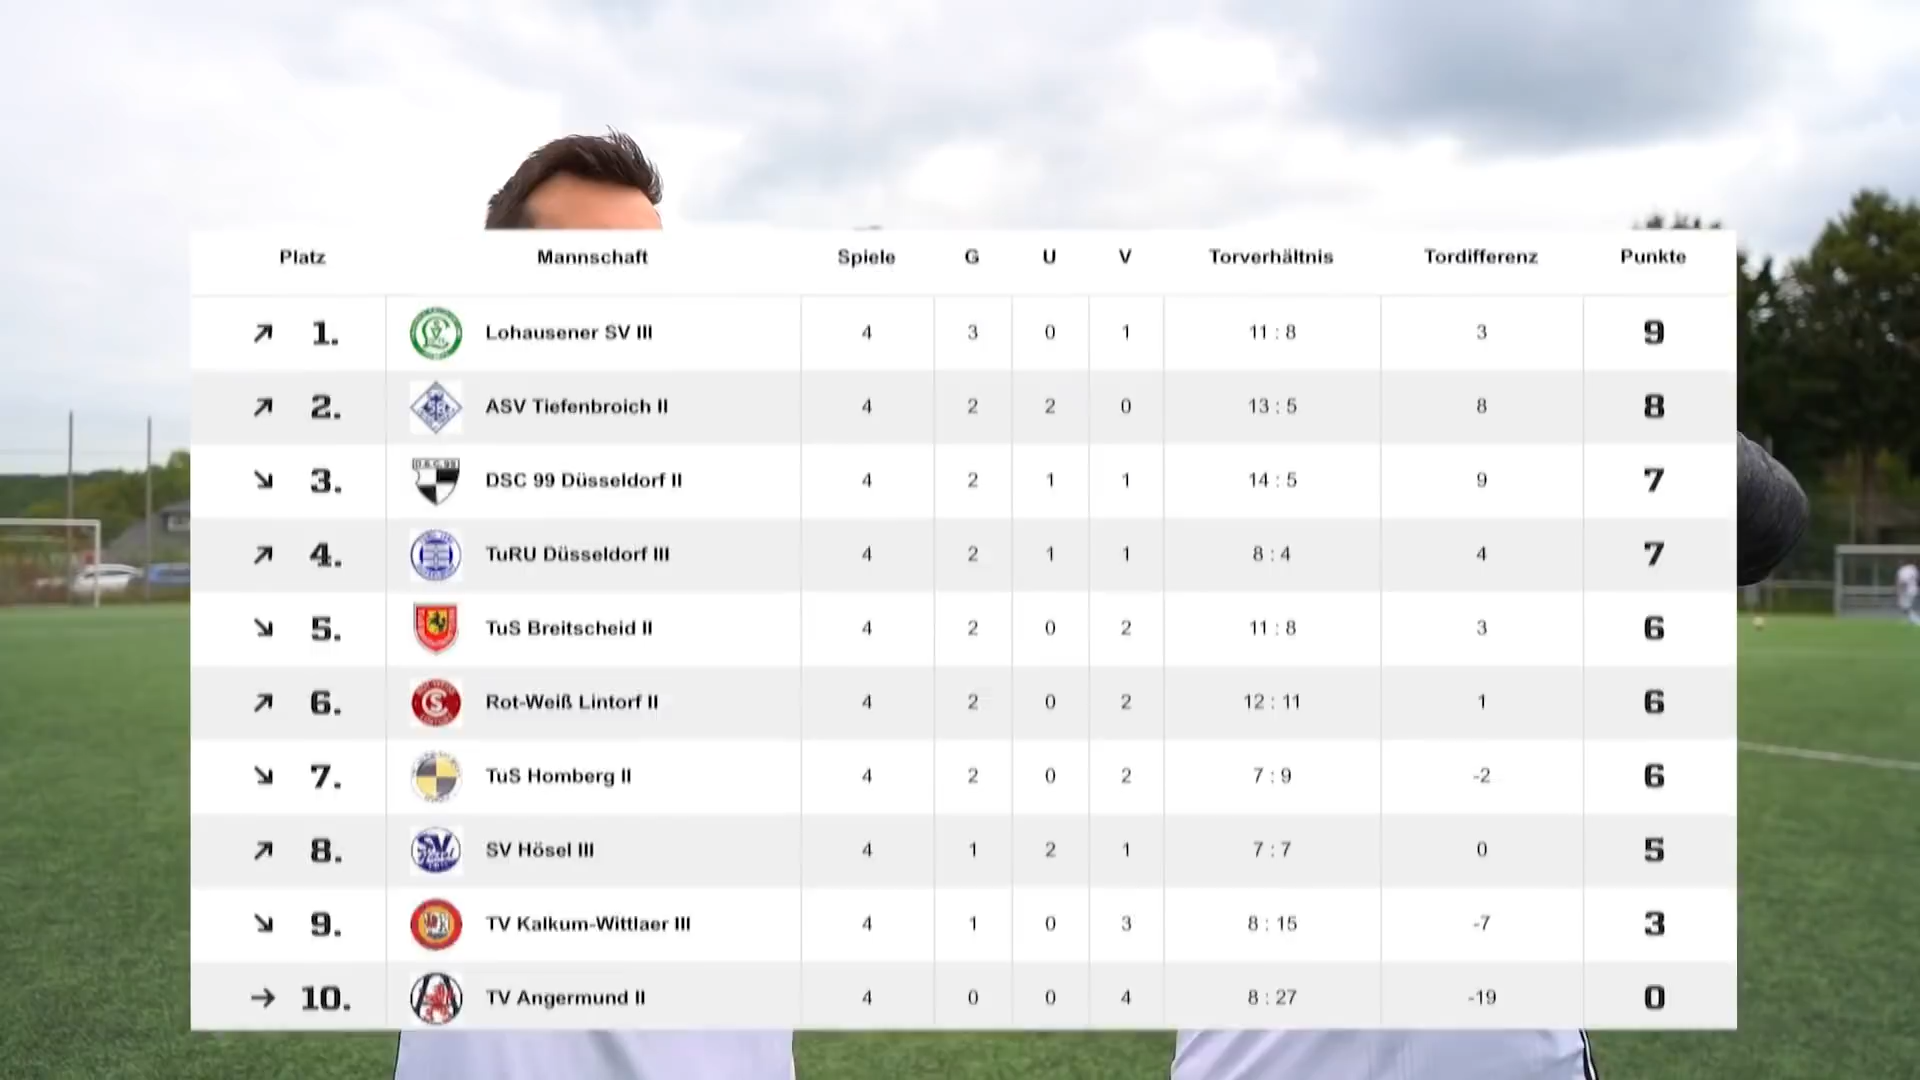 Platz Mannschaft Spiele G U V Torverhältnis Tordifferenz Punkte
1. Lohausener SV III 4 3 0 1 11 : 8 3 9
2. ASV Tiefenbroich II 4 2 2 0 13 : 5 8 8
3. DSC 99 Düsseldorf II 4 2 1 1 14 : 5 9 7
4. TuRU Düsseldorf III 4 2 1 1 8 : 4 4 7
5. TuS Breitscheid II 4 2 0 2 11 : 8 3 6
6. Rot-Weiß Lintorf II 4 2 0 2 12 : 11 1 6
7. TuS Homberg II 4 2 0 2 7 : 9 -2 6
8. SV Hösel III 4 1 2 1 7 : 7 0 5
9. TV Kalkum-Wittlaer III 4 1 0 3 8 : 15 -7 3
10. TV Angermund II 4 0 0 4 8 : 27 -19 0